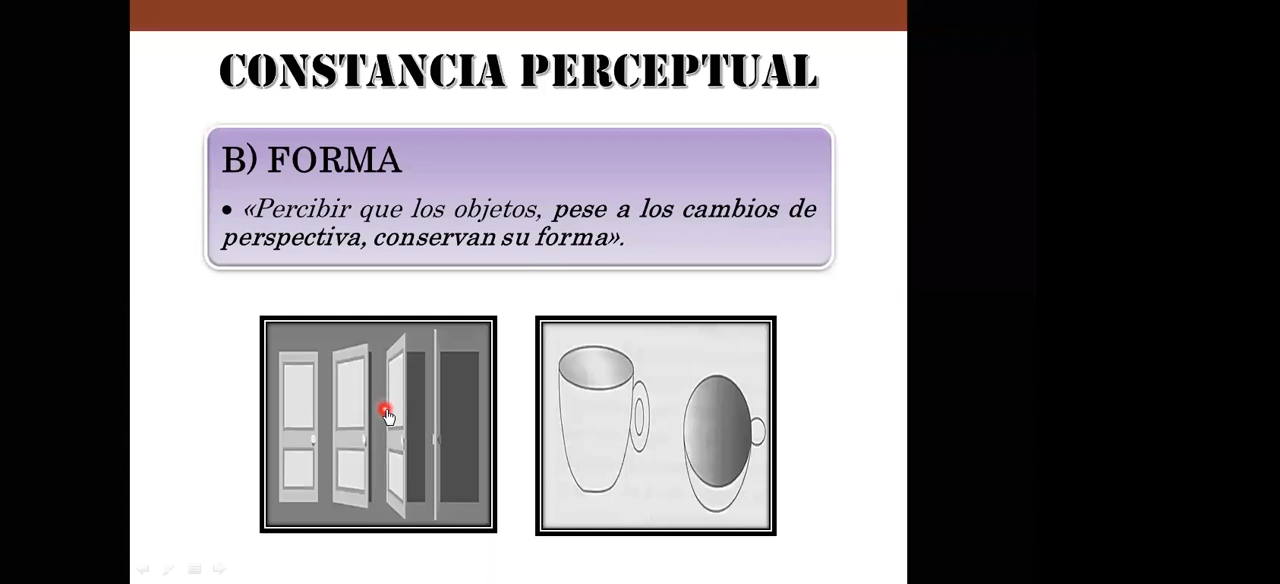 CONSTANCIA PERCEPTUAL
B) FORMA
• «Percibir que los objetos, pese a los cambios de
perspectiva, conservan su forma».